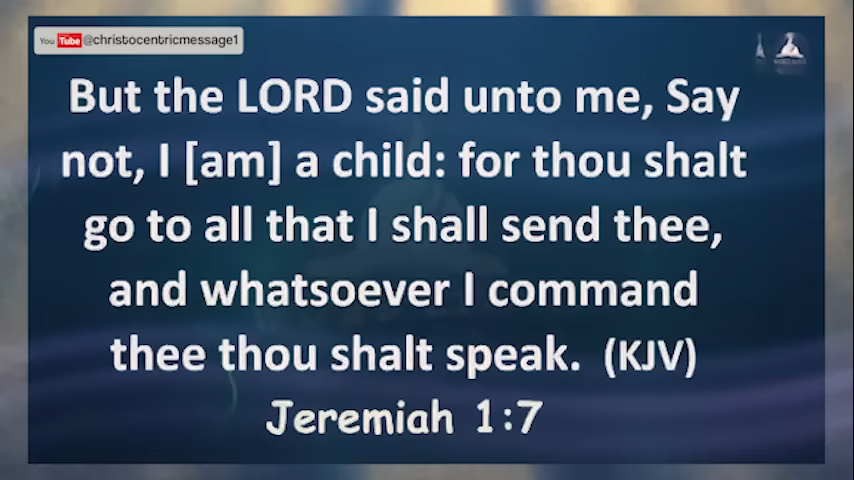 You Tube @christocentricmessage1
But the LORD said unto me, Say
not, I [am] a child: for thou shalt
go to all that I shall send thee,
and whatsoever I command
thee thou shalt speak. (KJV)
Jeremiah 1:7